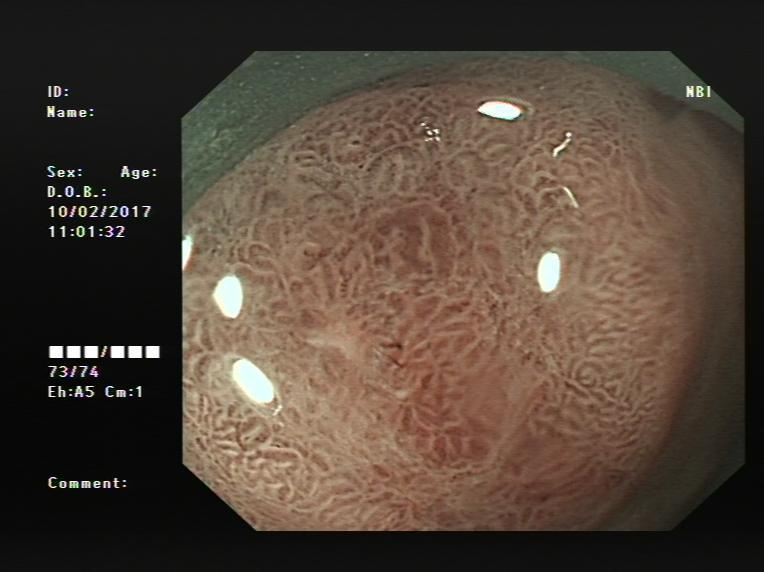 ID:
NBI
Name:
Sex: Age:
D.O.B.:
10/02/2017
11:01:32
■■■/■■■
73/74
Eh:A5 Cm:1
Comment: